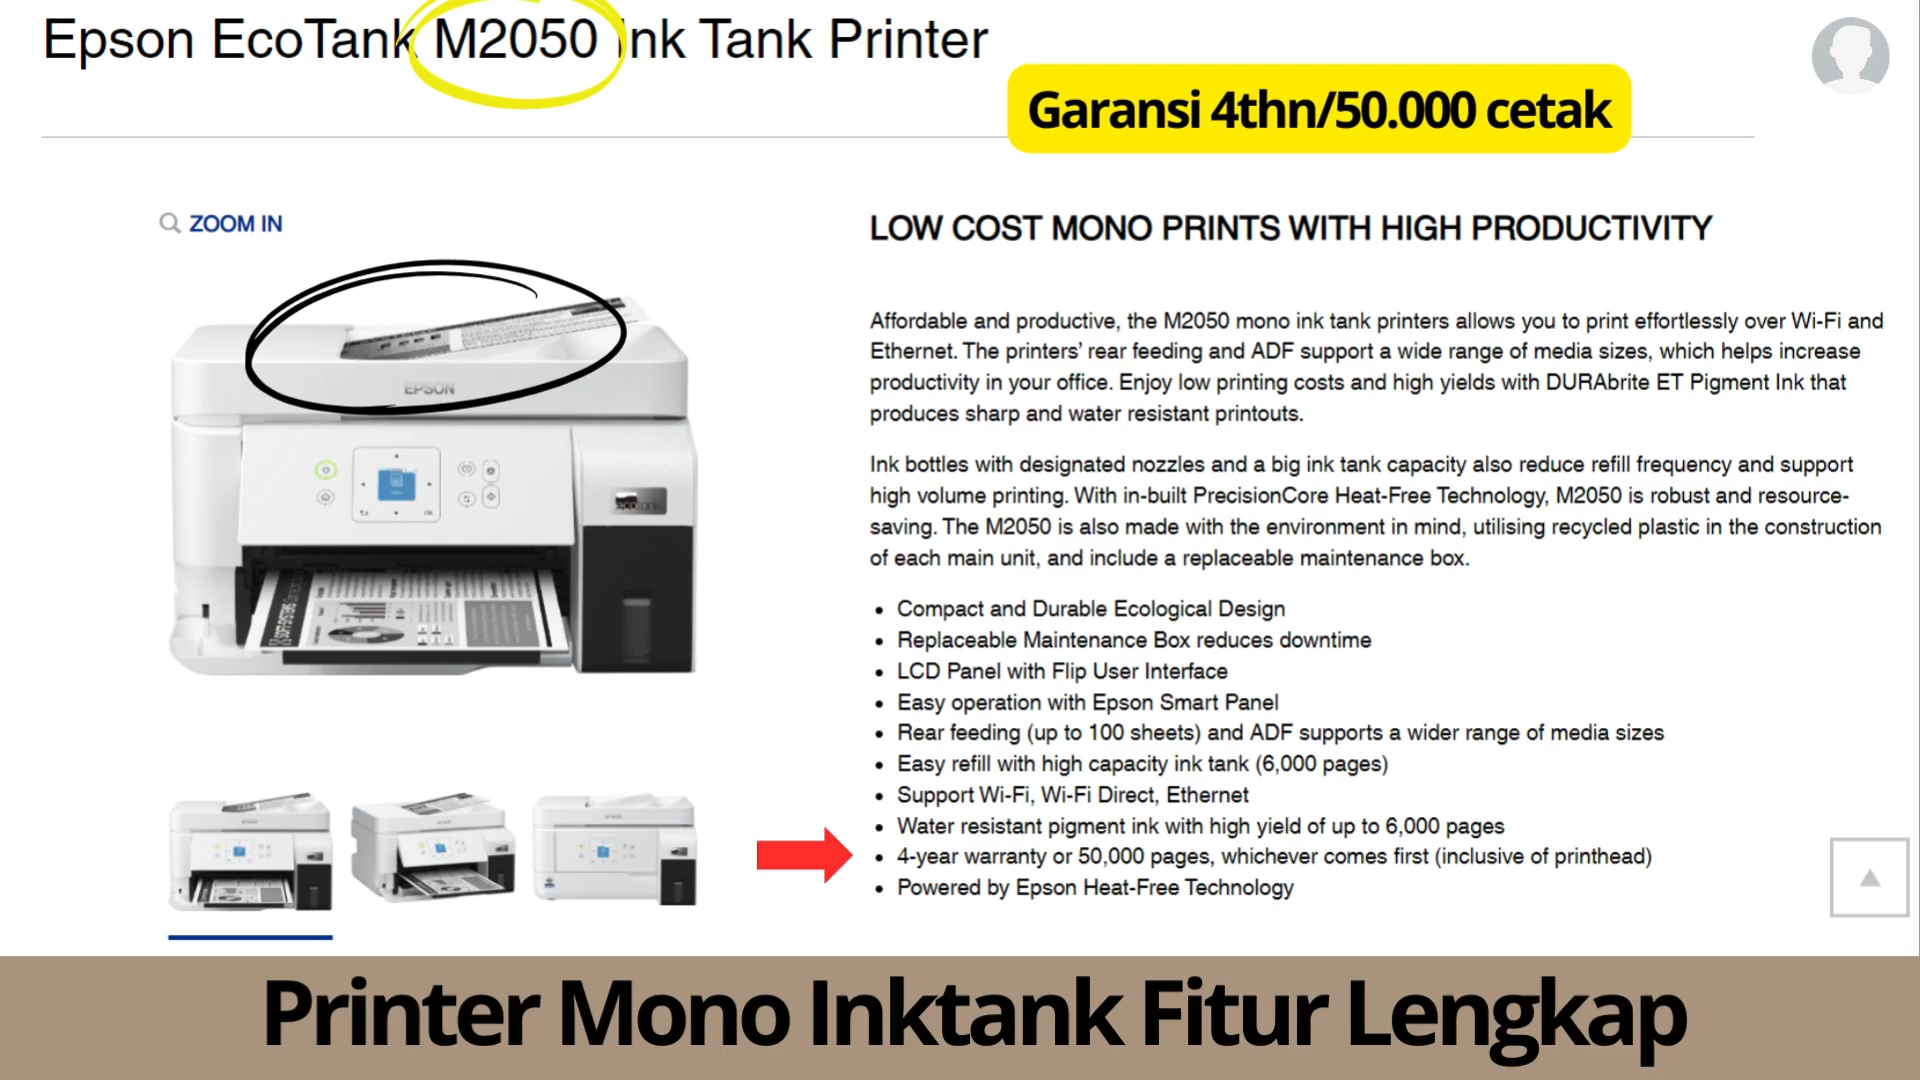 Epson EcoTank M2050 Ink Tank Printer
Garansi 4thn/50.000 cetak
ZOOM IN
EPSON
ecotank
LOW COST MONO PRINTS WITH HIGH PRODUCTIVITY
Affordable and productive, the M2050 mono ink tank printers allows you to print effortlessly over Wi-Fi and
Ethernet. The printers’ rear feeding and ADF support a wide range of media sizes, which helps increase
productivity in your office. Enjoy low printing costs and high yields with DURAbrite ET Pigment Ink that
produces sharp and water resistant printouts.
Ink bottles with designated nozzles and a big ink tank capacity also reduce refill frequency and support
high volume printing. With in-built PrecisionCore Heat-Free Technology, M2050 is robust and resource-
saving. The M2050 is also made with the environment in mind, utilising recycled plastic in the construction
of each main unit, and include a replaceable maintenance box.
• Compact and Durable Ecological Design
• Replaceable Maintenance Box reduces downtime
• LCD Panel with Flip User Interface
• Easy operation with Epson Smart Panel
• Rear feeding (up to 100 sheets) and ADF supports a wider range of media sizes
• Easy refill with high capacity ink tank (6,000 pages)
• Support Wi-Fi, Wi-Fi Direct, Ethernet
• Water resistant pigment ink with high yield of up to 6,000 pages
• 4-year warranty or 50,000 pages, whichever comes first (inclusive of printhead)
• Powered by Epson Heat-Free Technology
Printer Mono Inktank Fitur Lengkap